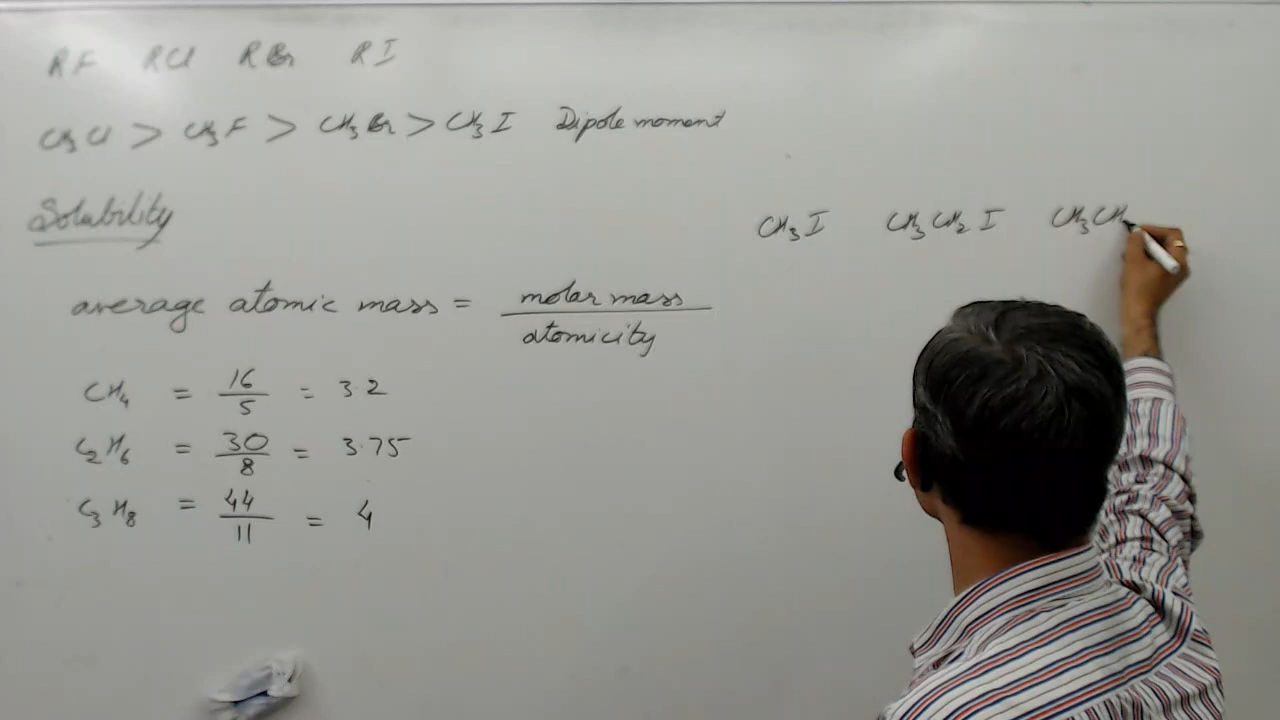 RF RCl RBr RI
CH₃Cl > CH₃F > CH₃Br > CH₃I Dipole moment
Solubility
CH₃I CH₃CH₂I CH₃CH₂
average atomic mass = molar mass / atomicity
CH₄ = 16/5 = 3.2
C₂H₆ = 30/8 = 3.75
C₃H₈ = 44/11 = 4